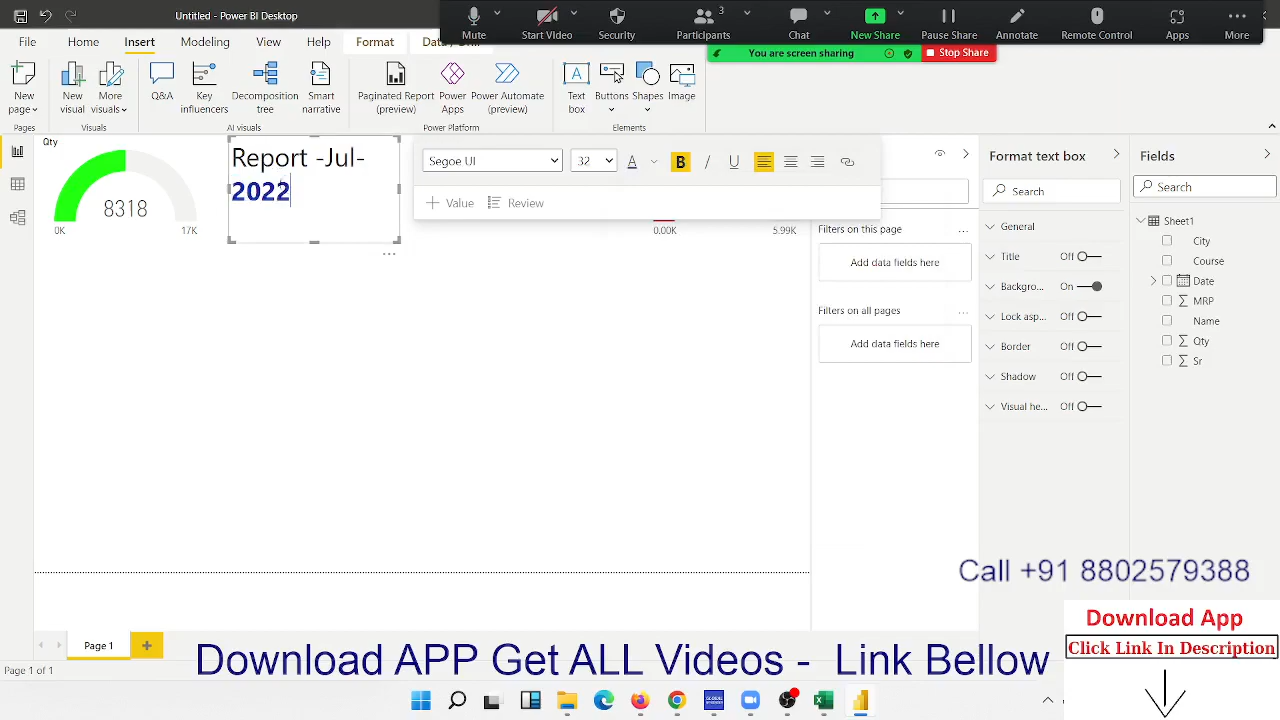 Untitled - Power BI Desktop
Mute
Start Video
Security
3
Participants
Chat
New Share
Pause Share
Annotate
Remote Control
Apps
More
You are screen sharing
Stop Share
File
Home
Insert
Modeling
View
Help
Format
New page
New visual
More visuals
Q&A
Key influencers
Decomposition tree
Smart narrative
Paginated Report (preview)
Power Apps
Power Automate (preview)
Text box
Buttons
Shapes
Image
Pages
Visuals
AI visuals
Power Platform
Elements
Qty
8318
0K
17K
Report -Jul-
2022
Segoe UI
32
A
B
Value
Review
0.00K
5.99K
Filters on this page
Add data fields here
Filters on all pages
Add data fields here
Format text box
Search
General
Title Off
Backgro... On
Lock asp... Off
Border Off
Shadow Off
Visual he... Off
Fields
Search
Sheet1
City
Course
Date
MRP
Name
Qty
Sr
Call +91 8802579388
Download App
Click Link In Description
Page 1
Download APP Get ALL Videos - Link Bellow
Page 1 of 1